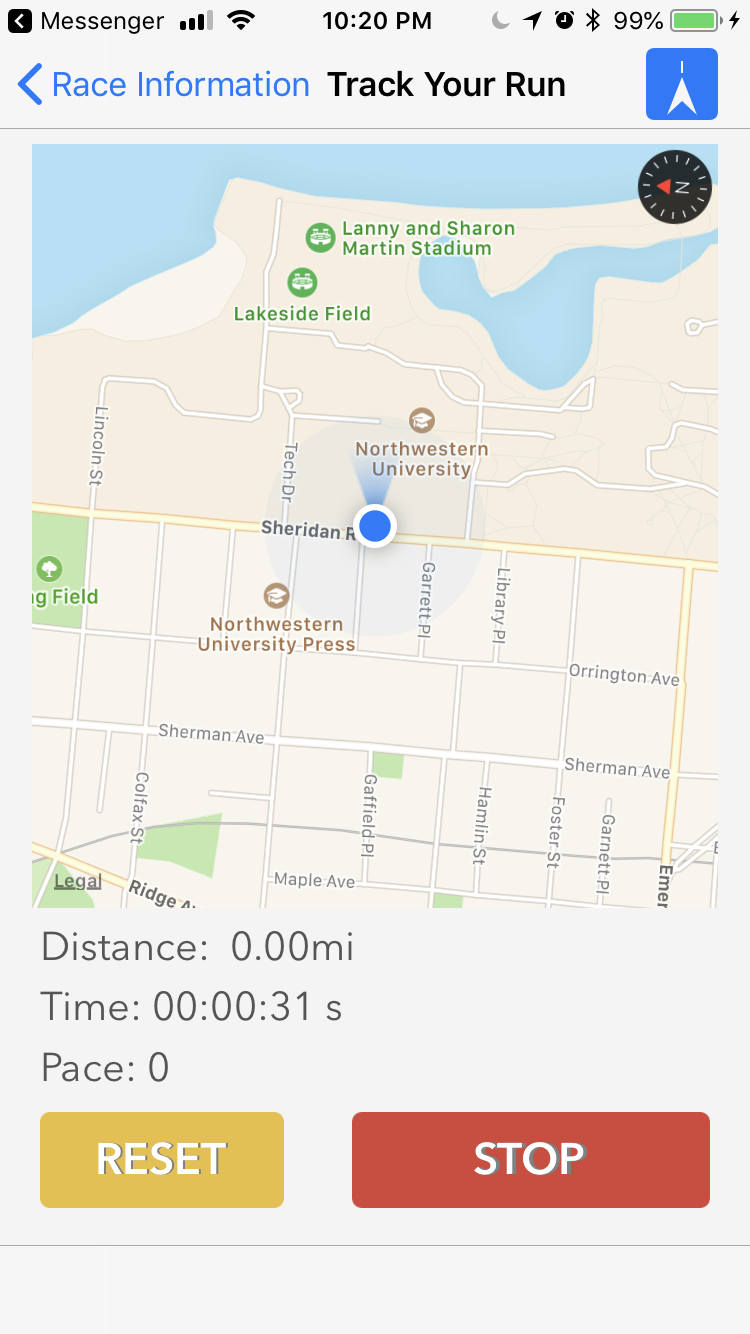 Messenger 10:20 PM 99%
Race Information Track Your Run
N
Lanny and Sharon
Martin Stadium
Lakeside Field
Lincoln St
Tech Dr
Northwestern
University
Sheridan R
Garrett Pl
Library Pl
g Field
Northwestern
University Press
Orrington Ave
Sherman Ave
Sherman Ave
Colfax St
Gaffield Pl
Hamlin St
Foster St
Garnett Pl
Emer
E
Legal
Ridge A
Maple Ave
Distance: 0.00mi
Time: 00:00:31 s
Pace: 0
RESET STOP